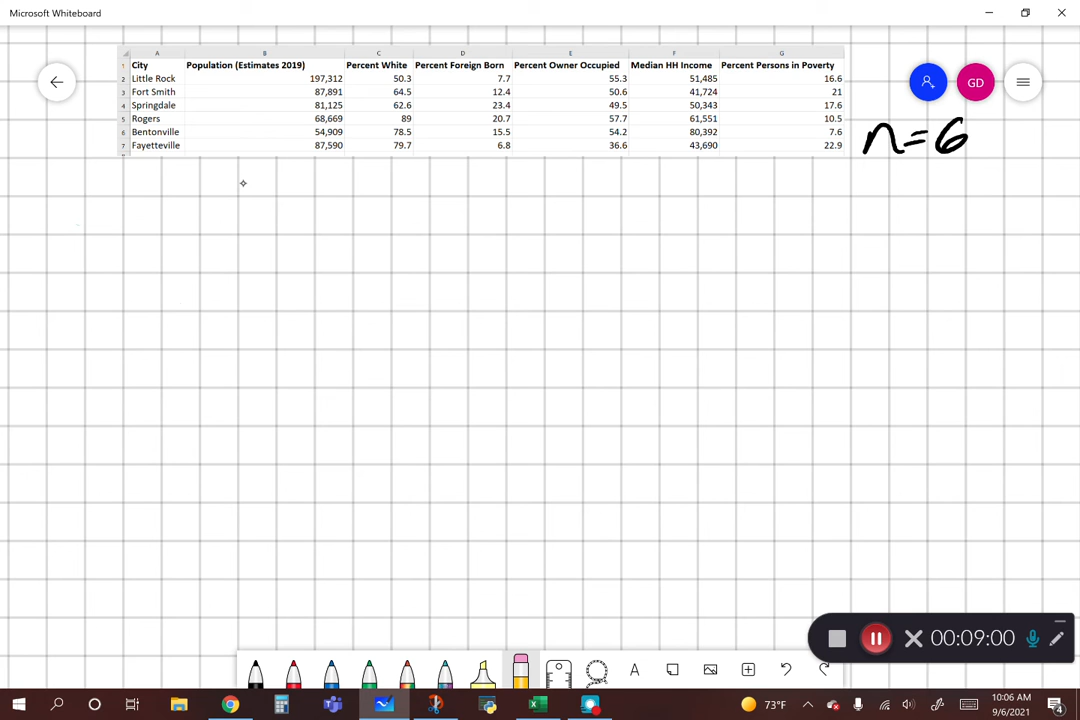 Microsoft Whiteboard
A B C D E F G
1 City Population (Estimates 2019) Percent White Percent Foreign Born Percent Owner Occupied Median HH Income Percent Persons in Poverty
2 Little Rock 197,312 50.3 7.7 55.3 51,485 16.6
3 Fort Smith 87,891 64.5 12.4 50.6 41,724 21
4 Springdale 81,125 62.6 23.4 49.5 50,343 17.6
5 Rogers 68,669 89 20.7 57.7 61,551 10.5
6 Bentonville 54,909 78.5 15.5 54.2 80,392 7.6
7 Fayetteville 87,590 79.7 6.8 36.6 43,690 22.9
GD
n=6
00:09:00
A
73°F
10:06 AM
9/6/2021
4